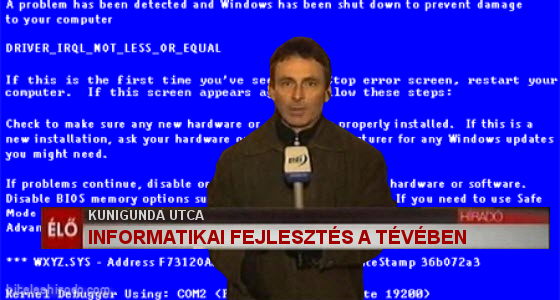 A problem has been detected and Windows has been shut down to prevent damage
to your computer
DRIVER_IRQL_NOT_LESS_OR_EQUAL
If this is the first time you've see top error screen, restart your
computer. If this screen appears a low these steps:
Check to make sure any new hardware or properly installed. If this is a
new installation, ask your hardware o turer for any Windows updates
you might need.
If problems continue, disable or hardware or software.
Disable BIOS memory options su If you need to use Safe
Mode
Advan
KUNIGUNDA UTCA
HÍRADÓ
ÉLŐ
INFORMATIKAI FEJLESZTÉS A TÉVÉBEN
*** WXYZ.SYS - Address F73120A eStamp 36b072a3
Kernel Debugger Using: COM2 (F te 19200)
mtv